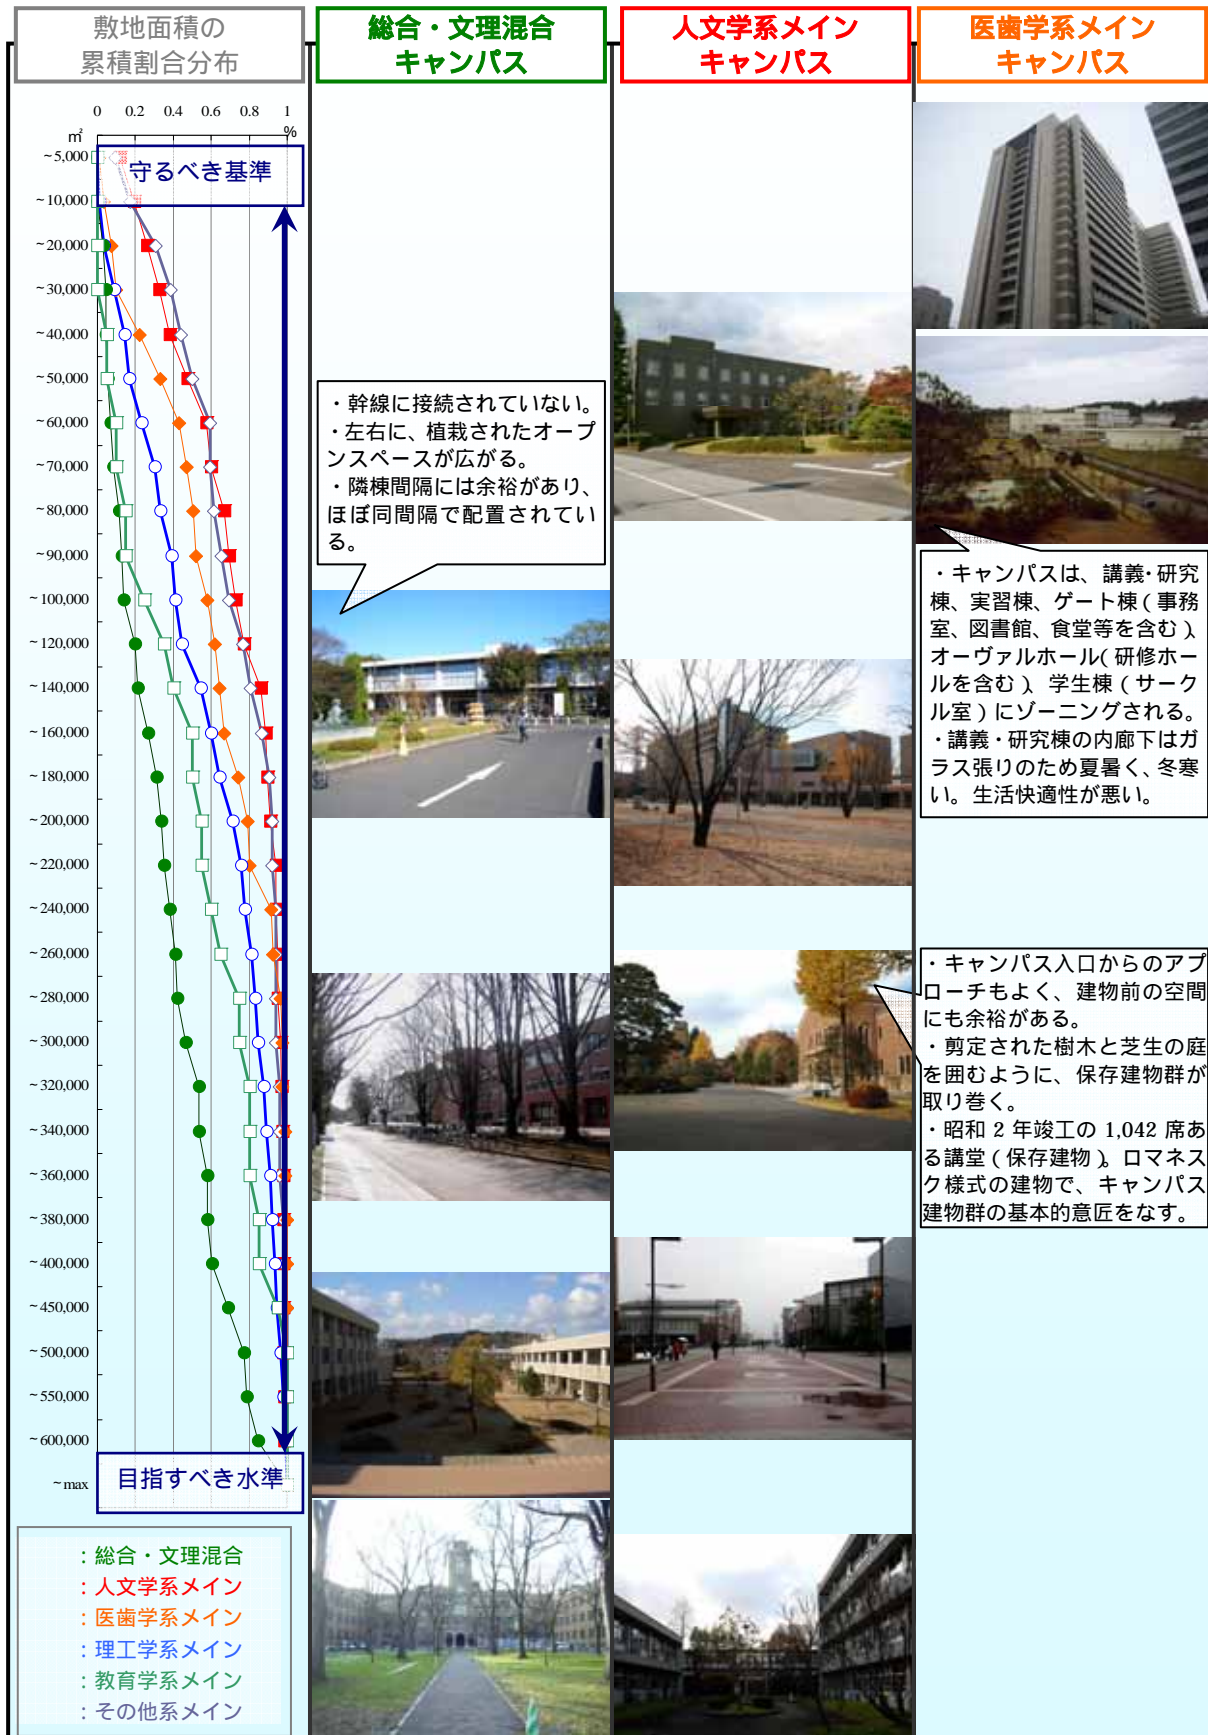 敷地面積の
累積割合分布
総合・文理混合
キャンパス
人文学系メイン
キャンパス
医歯学系メイン
キャンパス
0 0.2 0.4 0.6 0.8 1
㎡ %
~5,000
~10,000
~20,000
~30,000
~40,000
~50,000
~60,000
~70,000
~80,000
~90,000
~100,000
~120,000
~140,000
~160,000
~180,000
~200,000
~220,000
~240,000
~260,000
~280,000
~300,000
~320,000
~340,000
~360,000
~380,000
~400,000
~450,000
~500,000
~550,000
~600,000
~max
守るべき基準
目指すべき水準
:総合・文理混合
:人文学系メイン
:医歯学系メイン
:理工学系メイン
:教育学系メイン
:その他系メイン
・幹線に接続されていない。
・左右に、植栽されたオープ
ンスペースが広がる。
・隣棟間隔には余裕があり、
ほぼ同間隔で配置されてい
る。
・キャンパスは、講義・研究
棟、実習棟、ゲート棟(事務
室、図書館、食堂等を含む)、
オーヴァルホール(研修ホー
ルを含む)、学生棟(サーク
ル室)にゾーニングされる。
・講義・研究棟の内廊下はガ
ラス張りのため夏暑く、冬寒
い。生活快適性が悪い。
・キャンパス入口からのアプ
ローチもよく、建物前の空間
にも余裕がある。
・剪定された樹木と芝生の庭
を囲むように、保存建物群が
取り巻く。
・昭和 2 年竣工の 1,042 席あ
る講堂(保存建物)。ロマネス
ク様式の建物で、キャンパス
建物群の基本的意匠をなす。